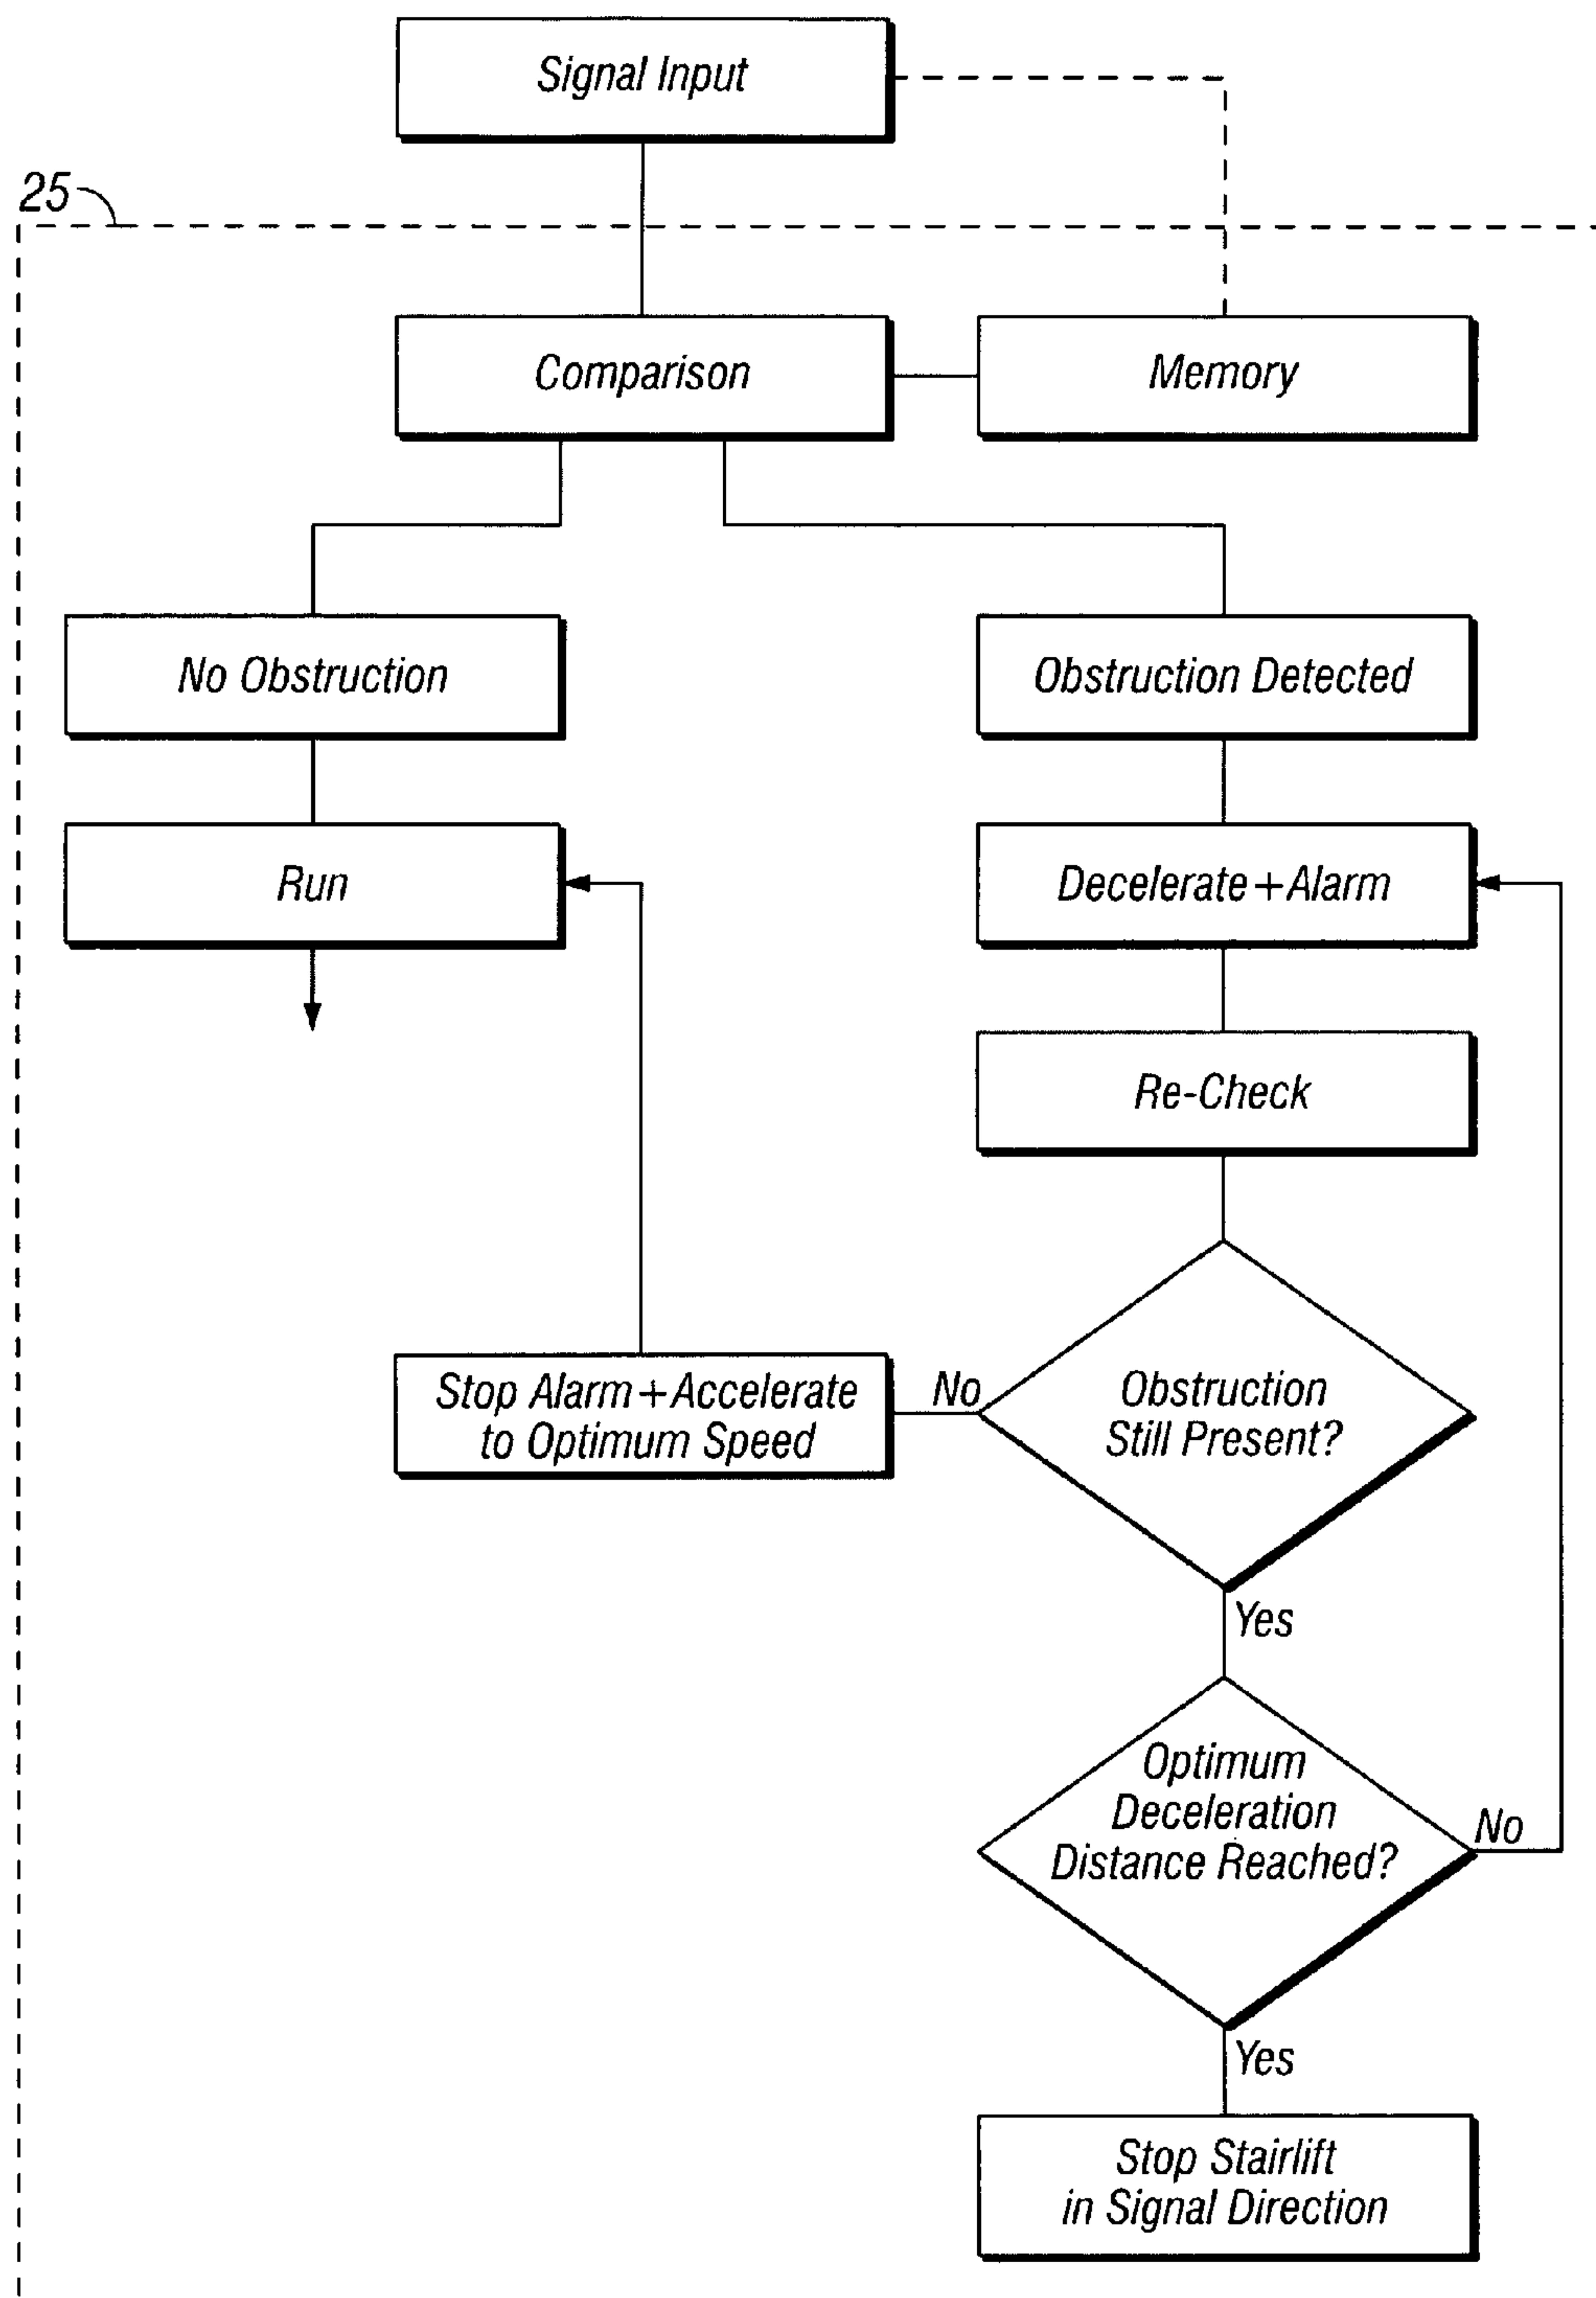 Signal Input
25
Comparison
Memory
No Obstruction
Obstruction Detected
Run
Decelerate+Alarm
Re-Check
Stop Alarm+Accelerate
to Optimum Speed
No
Obstruction
Still Present?
Yes
Optimum
Deceleration
Distance Reached?
No
Yes
Stop Stairlift
in Signal Direction